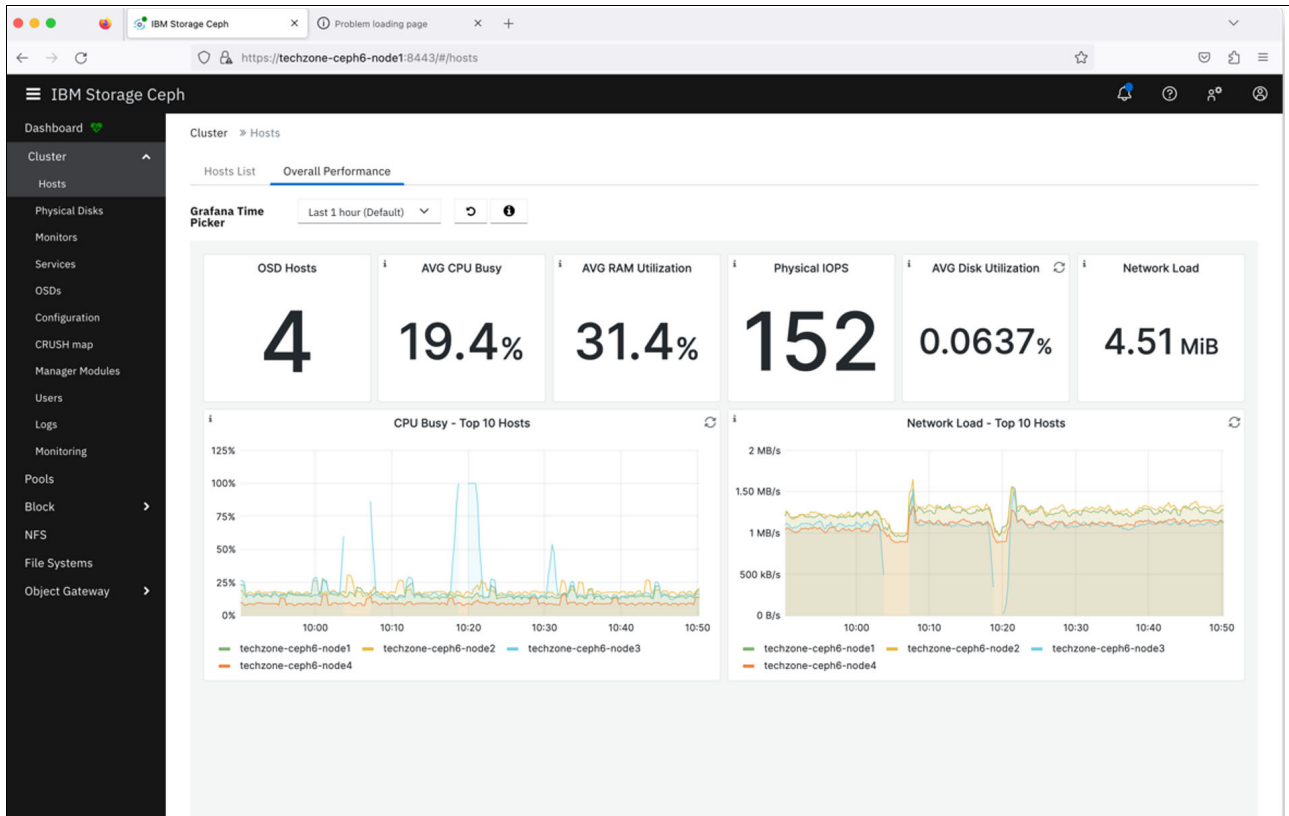 IBM Storage Ceph
Problem loading page
https://techzone-ceph6-node1:8443/#/hosts
IBM Storage Ceph
Dashboard
Cluster
Hosts
Physical Disks
Monitors
Services
OSDs
Configuration
CRUSH map
Manager Modules
Users
Logs
Monitoring
Pools
Block
NFS
File Systems
Object Gateway
Cluster » Hosts
Hosts List Overall Performance
Grafana Time
Picker
Last 1 hour (Default)
OSD Hosts
4
AVG CPU Busy
19.4%
AVG RAM Utilization
31.4%
Physical IOPS
152
AVG Disk Utilization
0.0637%
Network Load
4.51 MiB
CPU Busy - Top 10 Hosts
125%
100%
75%
50%
25%
0%
10:00 10:10 10:20 10:30 10:40 10:50
techzone-ceph6-node1 techzone-ceph6-node2 techzone-ceph6-node3
techzone-ceph6-node4
Network Load - Top 10 Hosts
2 MB/s
1.50 MB/s
1 MB/s
500 kB/s
0 B/s
10:00 10:10 10:20 10:30 10:40 10:50
techzone-ceph6-node1 techzone-ceph6-node2 techzone-ceph6-node3
techzone-ceph6-node4